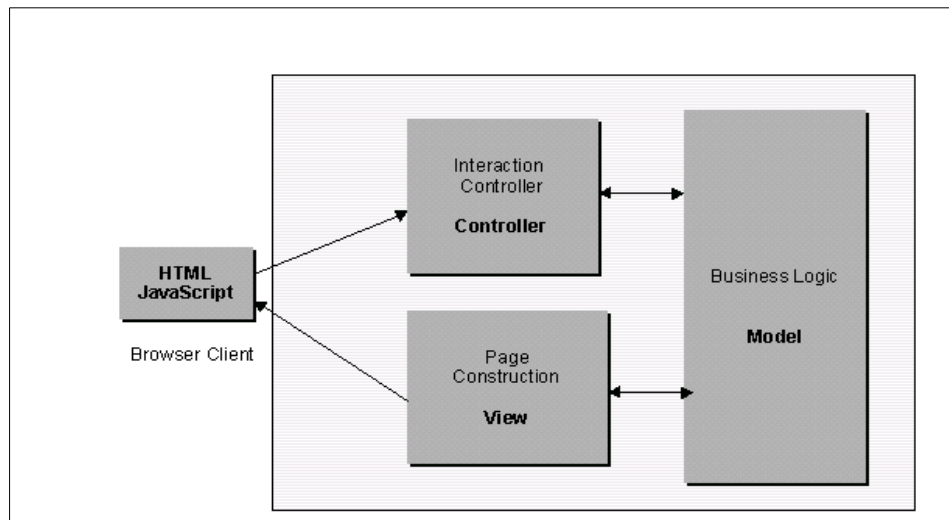 Interaction
Controller
Controller
HTML
JavaScript
Browser Client
Page
Construction
View
Business Logic
Model